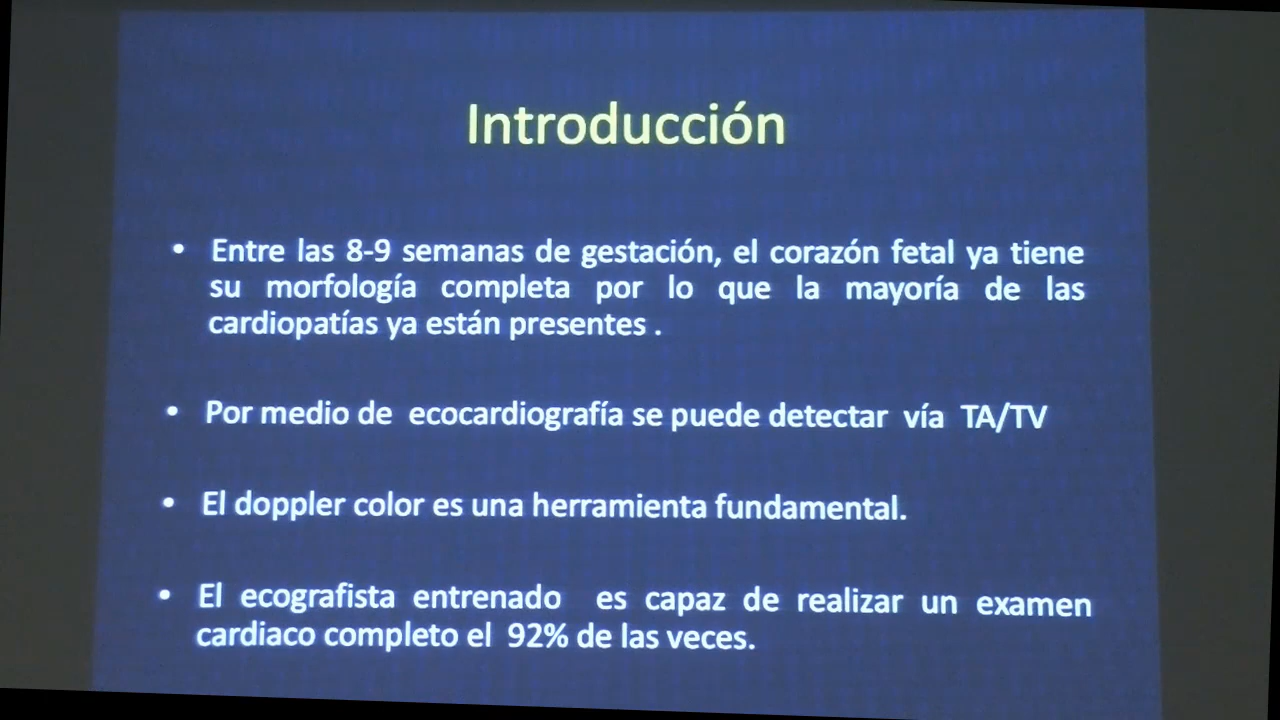 Introducción
• Entre las 8-9 semanas de gestación, el corazón fetal ya tiene
su morfología completa por lo que la mayoría de las
cardiopatías ya están presentes .
• Por medio de ecocardiografía se puede detectar vía TA/TV
• El doppler color es una herramienta fundamental.
• El ecografista entrenado es capaz de realizar un examen
cardiaco completo el 92% de las veces.